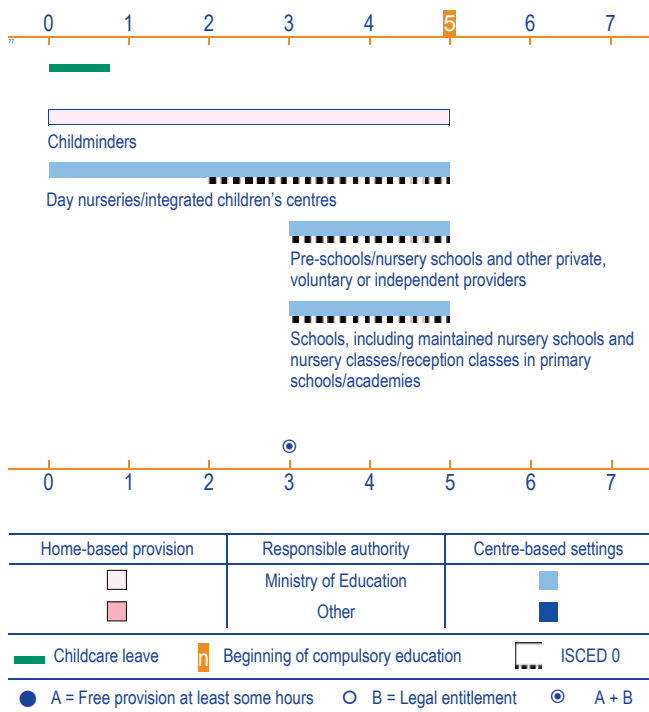 0 1 2 3 4 5 6 7
77
Childminders
Day nurseries/integrated children's centres
Pre-schools/nursery schools and other private,
voluntary or independent providers
Schools, including maintained nursery schools and
nursery classes/reception classes in primary
schools/academies
0 1 2 3 4 5 6 7
Home-based provision Responsible authority Centre-based settings
Ministry of Education
Other
Childcare leave n Beginning of compulsory education ISCED 0
A = Free provision at least some hours B = Legal entitlement A + B